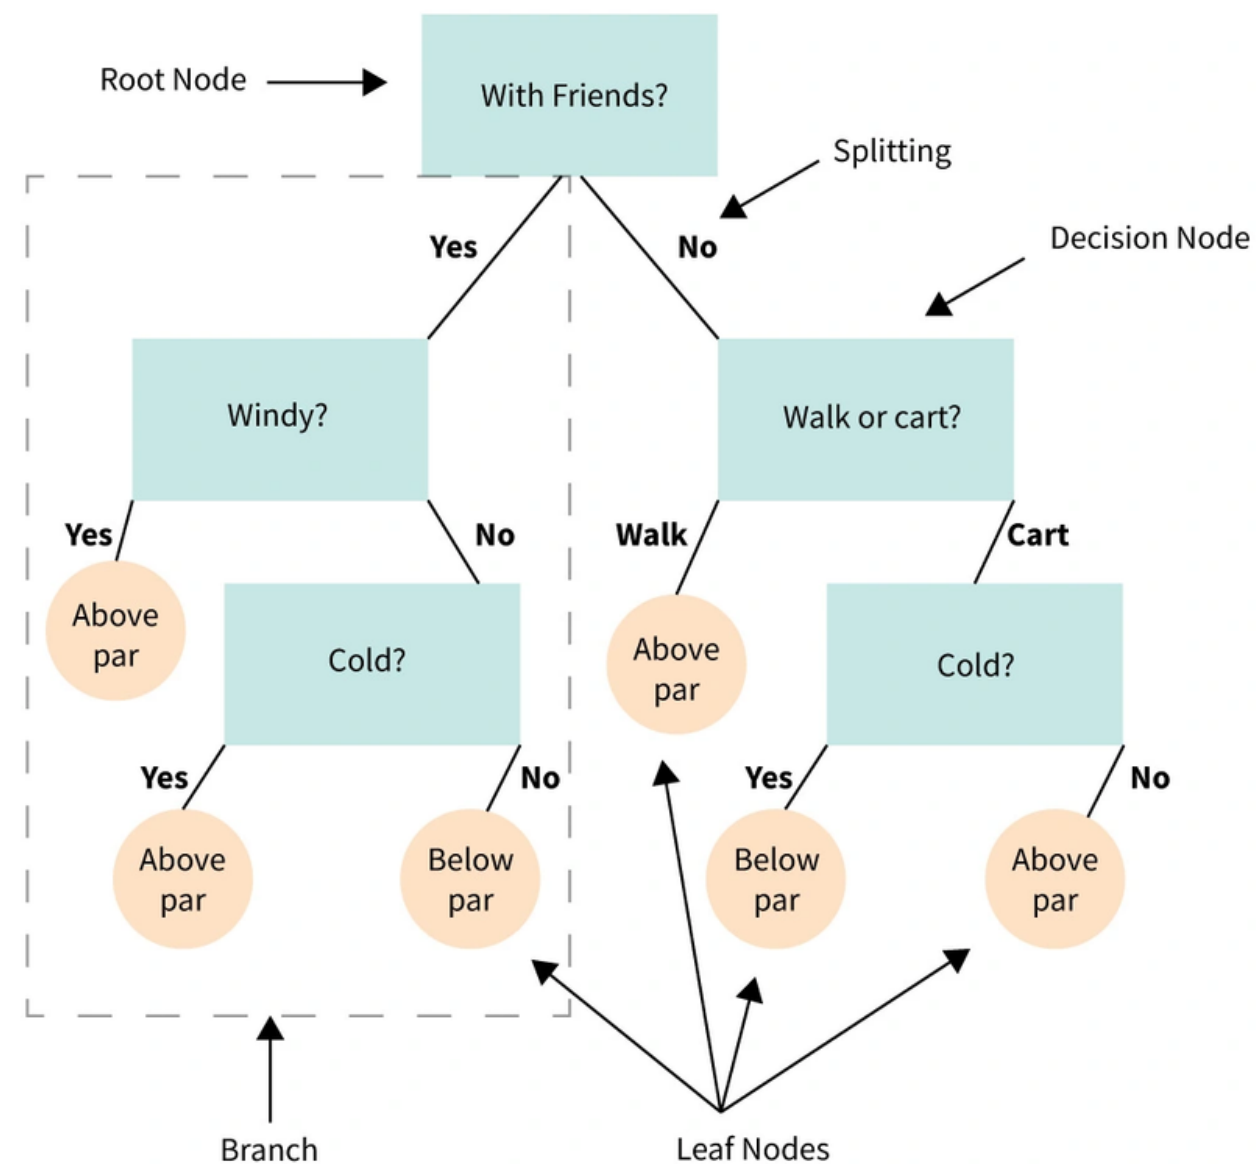 With Friends?
Root Node
Splitting
Decision Node
Yes
No
Windy?
Walk or cart?
Yes
No
Walk
Cart
Above
par
Cold?
Above
par
Cold?
Yes
No
Yes
No
Above
par
Below
par
Below
par
Above
par
Branch
Leaf Nodes